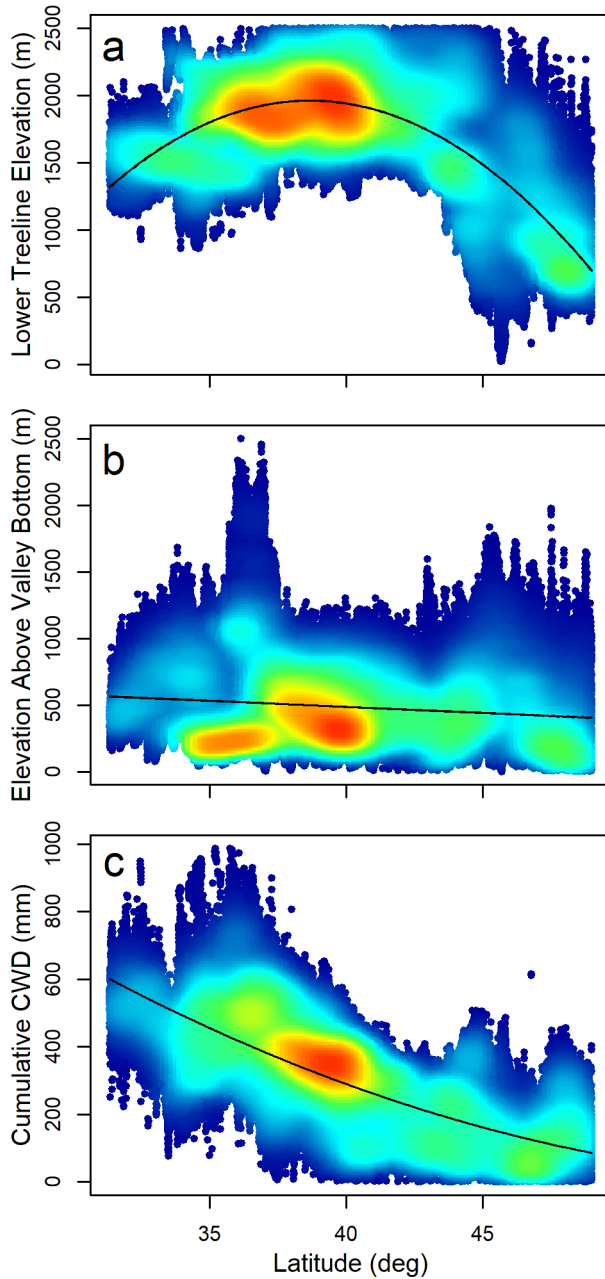 a
Lower Treeline Elevation (m)
2500
2000
1500
1000
500
0
b
Elevation Above Valley Bottom (m)
2500
2000
1500
1000
500
0
c
Cumulative CWD (mm)
1000
800
600
400
200
0
35 40 45
Latitude (deg)